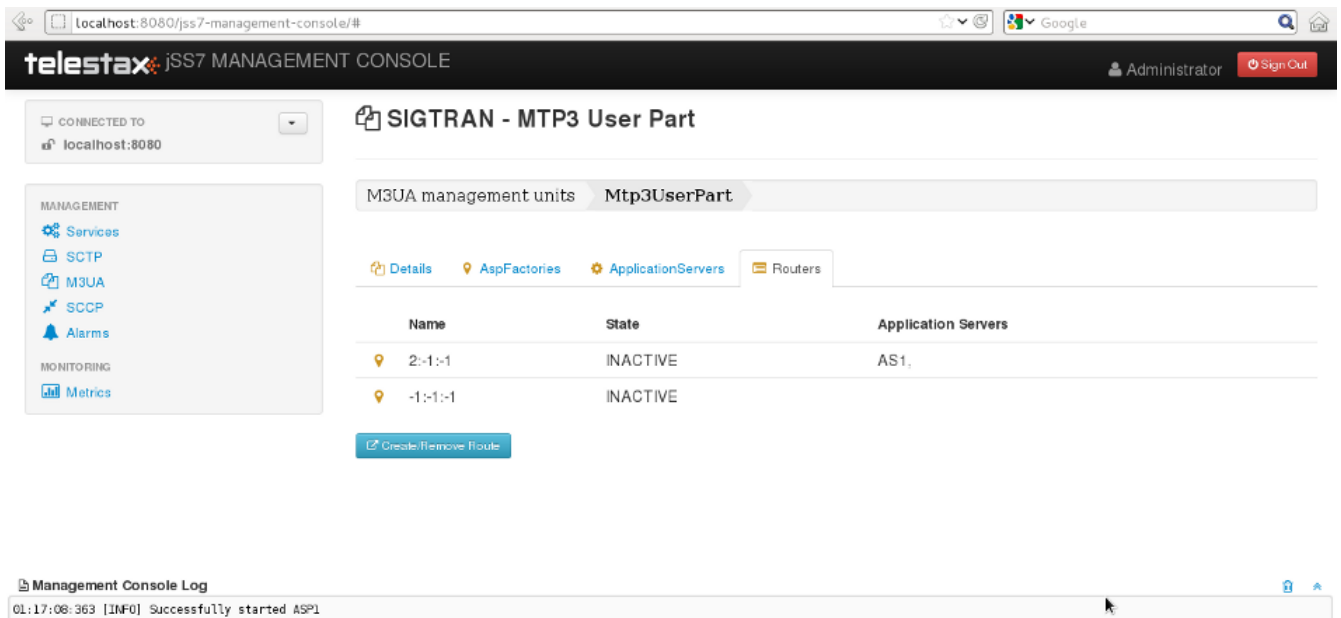 localhost:8080/jss7-management-console/#
Google
telestax jSS7 MANAGEMENT CONSOLE
Administrator
Sign Out
CONNECTED TO
localhost:8080
SIGTRAN - MTP3 User Part
M3UA management units Mtp3UserPart
MANAGEMENT
Services
SCTP
M3UA
SCCP
Alarms
MONITORING
Metrics
Details AspFactories ApplicationServers Routers
Name State Application Servers
2:-1:-1 INACTIVE AS1,
-1:-1:-1 INACTIVE
Create/Remove Route
Management Console Log
01:17:08:363 [INFO] Successfully started ASP1